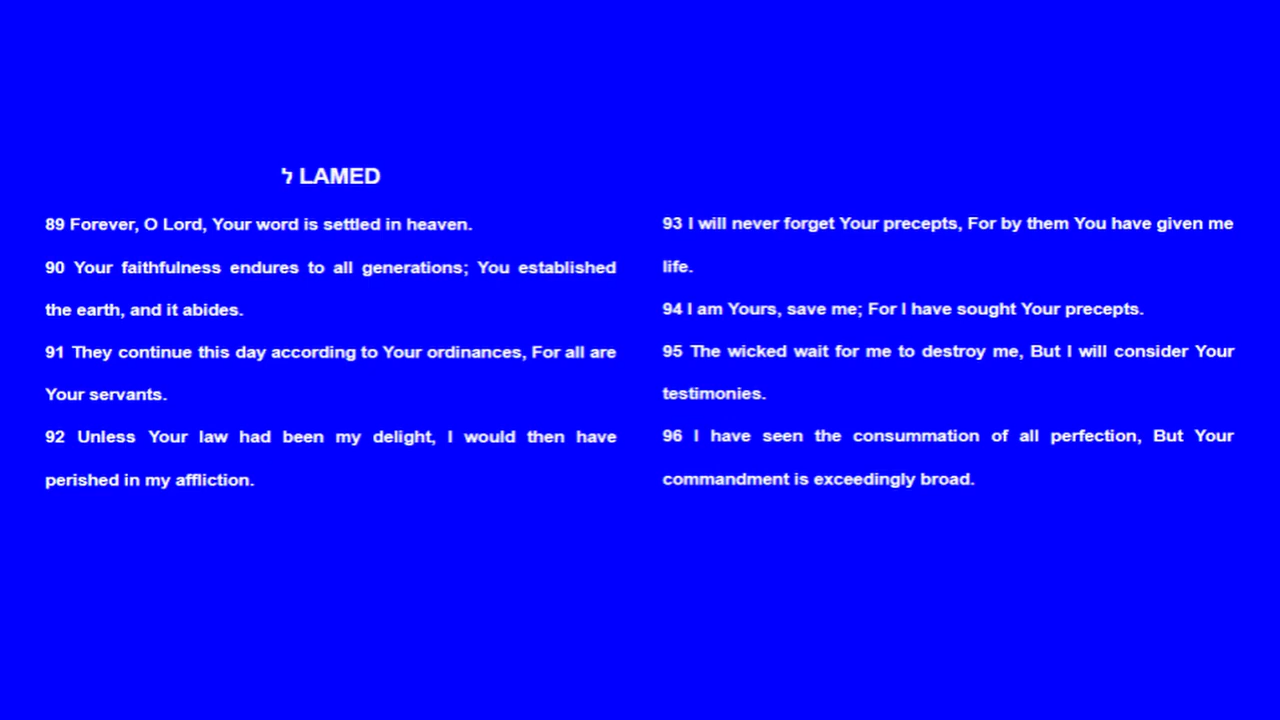 ל LAMED
89 Forever, O Lord, Your word is settled in heaven.
90 Your faithfulness endures to all generations; You established
the earth, and it abides.
91 They continue this day according to Your ordinances, For all are
Your servants.
92 Unless Your law had been my delight, I would then have
perished in my affliction.
93 I will never forget Your precepts, For by them You have given me
life.
94 I am Yours, save me; For I have sought Your precepts.
95 The wicked wait for me to destroy me, But I will consider Your
testimonies.
96 I have seen the consummation of all perfection, But Your
commandment is exceedingly broad.